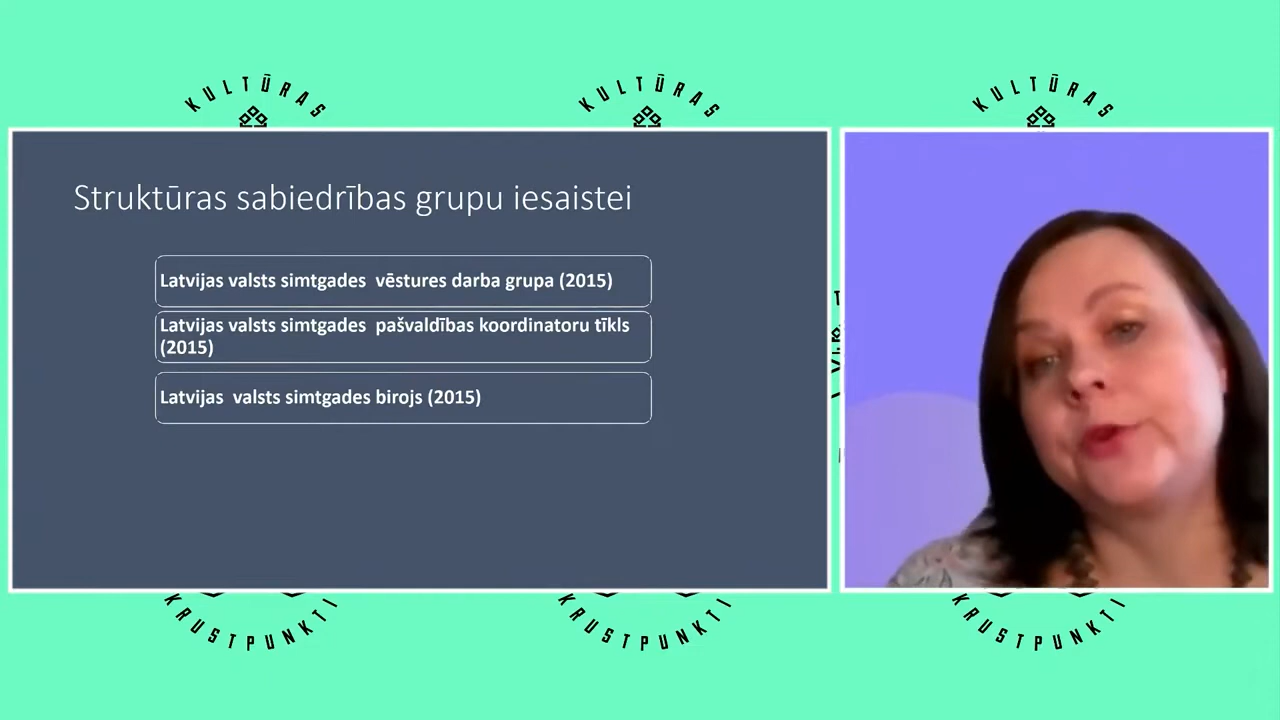 KULTŪRAS
KULTŪRAS
KULTŪRAS
Struktūras sabiedrības grupu iesaistei
Latvijas valsts simtgades vēstures darba grupa (2015)
Latvijas valsts simtgades pašvaldības koordinatoru tīkls
(2015)
Latvijas valsts simtgades birojs (2015)
KRUSTPUNKTI
KRUSTPUNKTI
KRUSTPUNKTI